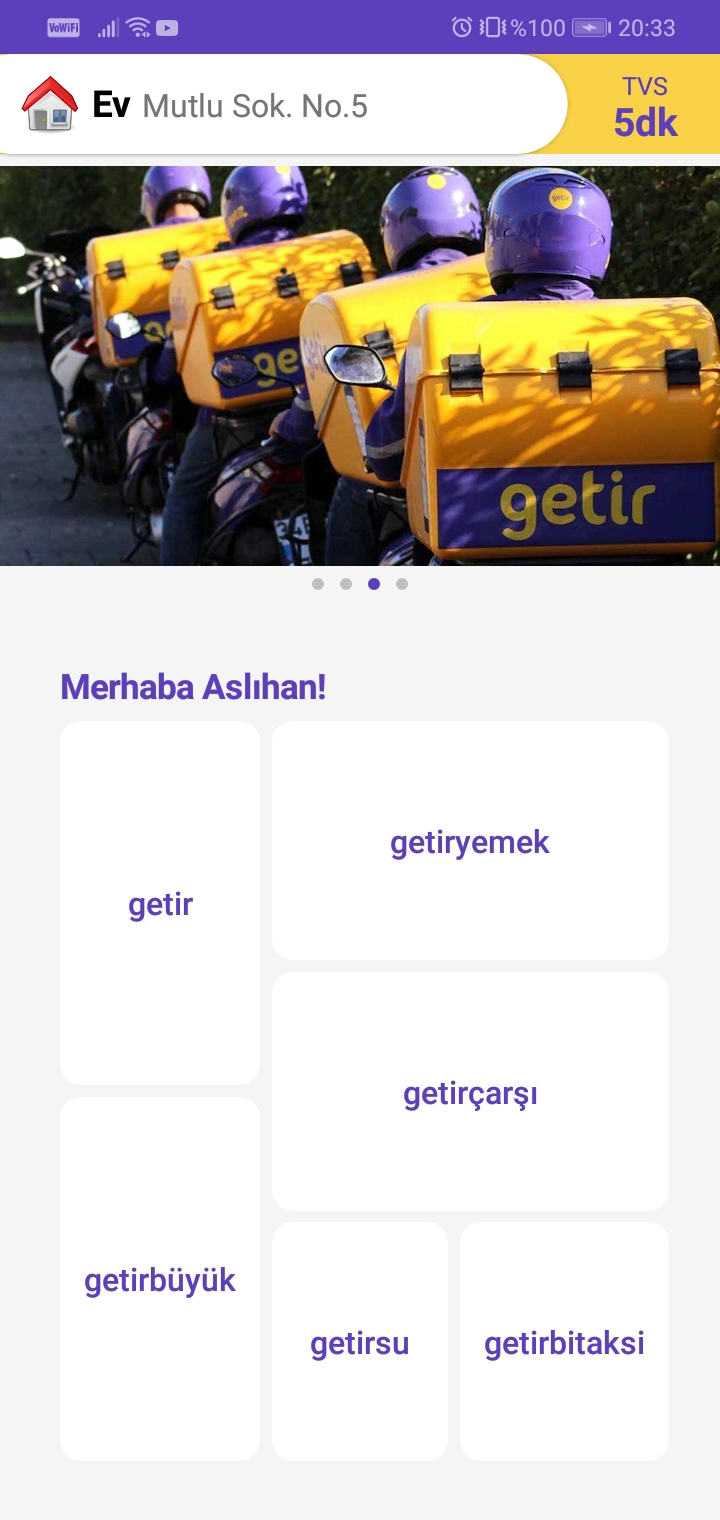 VoWiFi %100 20:33
Ev Mutlu Sok. No.5
TVS
5dk
getir
getir
Merhaba Aslıhan!
getir
getiryemek
getirçarşı
getirbüyük
getirsu
getirbitaksi